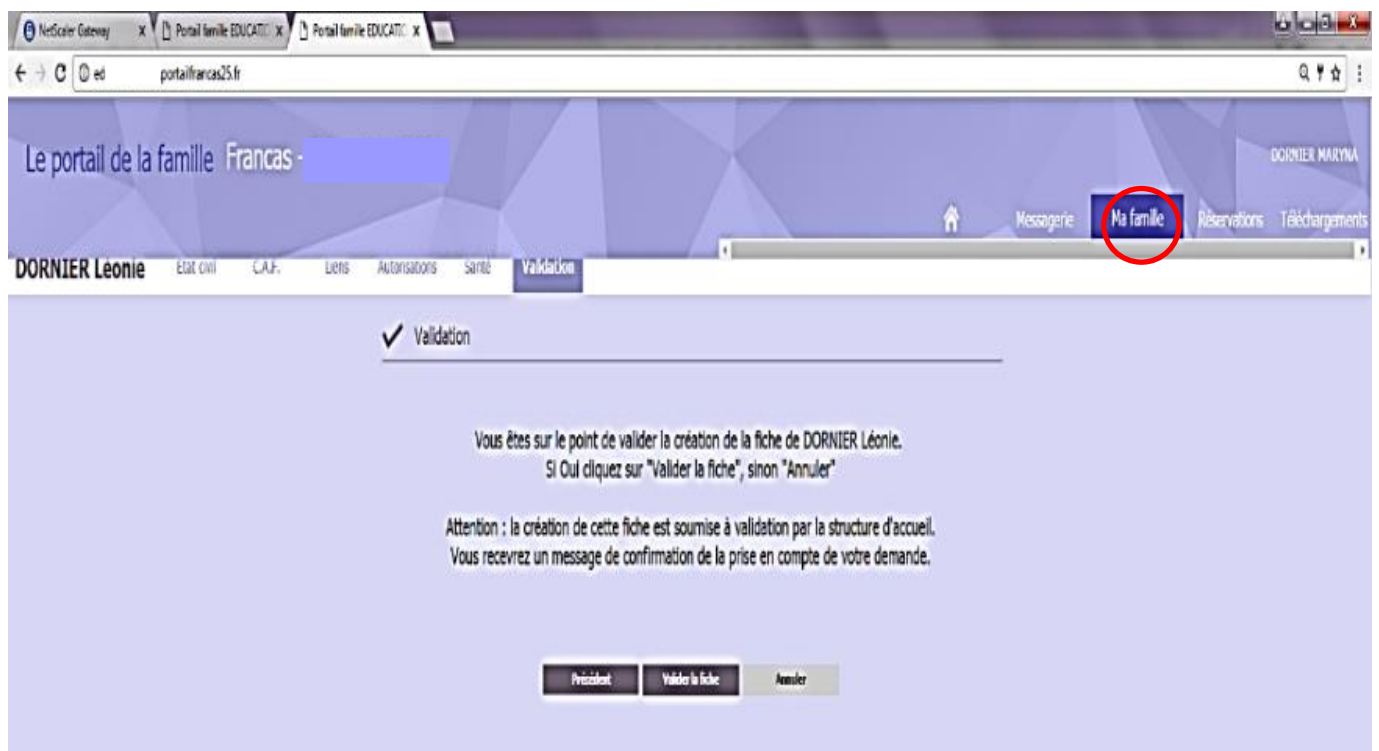 NetScaler Gateway x Portail famille EDUCATIC x Portail famille EDUCATIC x
ed portailfrancas25.fr
Le portail de la famille Francas -
DORNIER MARYNA
Messagerie Ma famille Réservations Téléchargements
DORNIER Léonie Etat civil C.A.F. Liens Autorisations Santé Validation
Validation
Vous êtes sur le point de valider la création de la fiche de DORNIER Léonie.
Si Oui cliquez sur "Valider la fiche", sinon "Annuler"
Attention : la création de cette fiche est soumise à validation par la structure d'accueil.
Vous recevrez un message de confirmation de la prise en compte de votre demande.
Précédent Valider la fiche Annuler